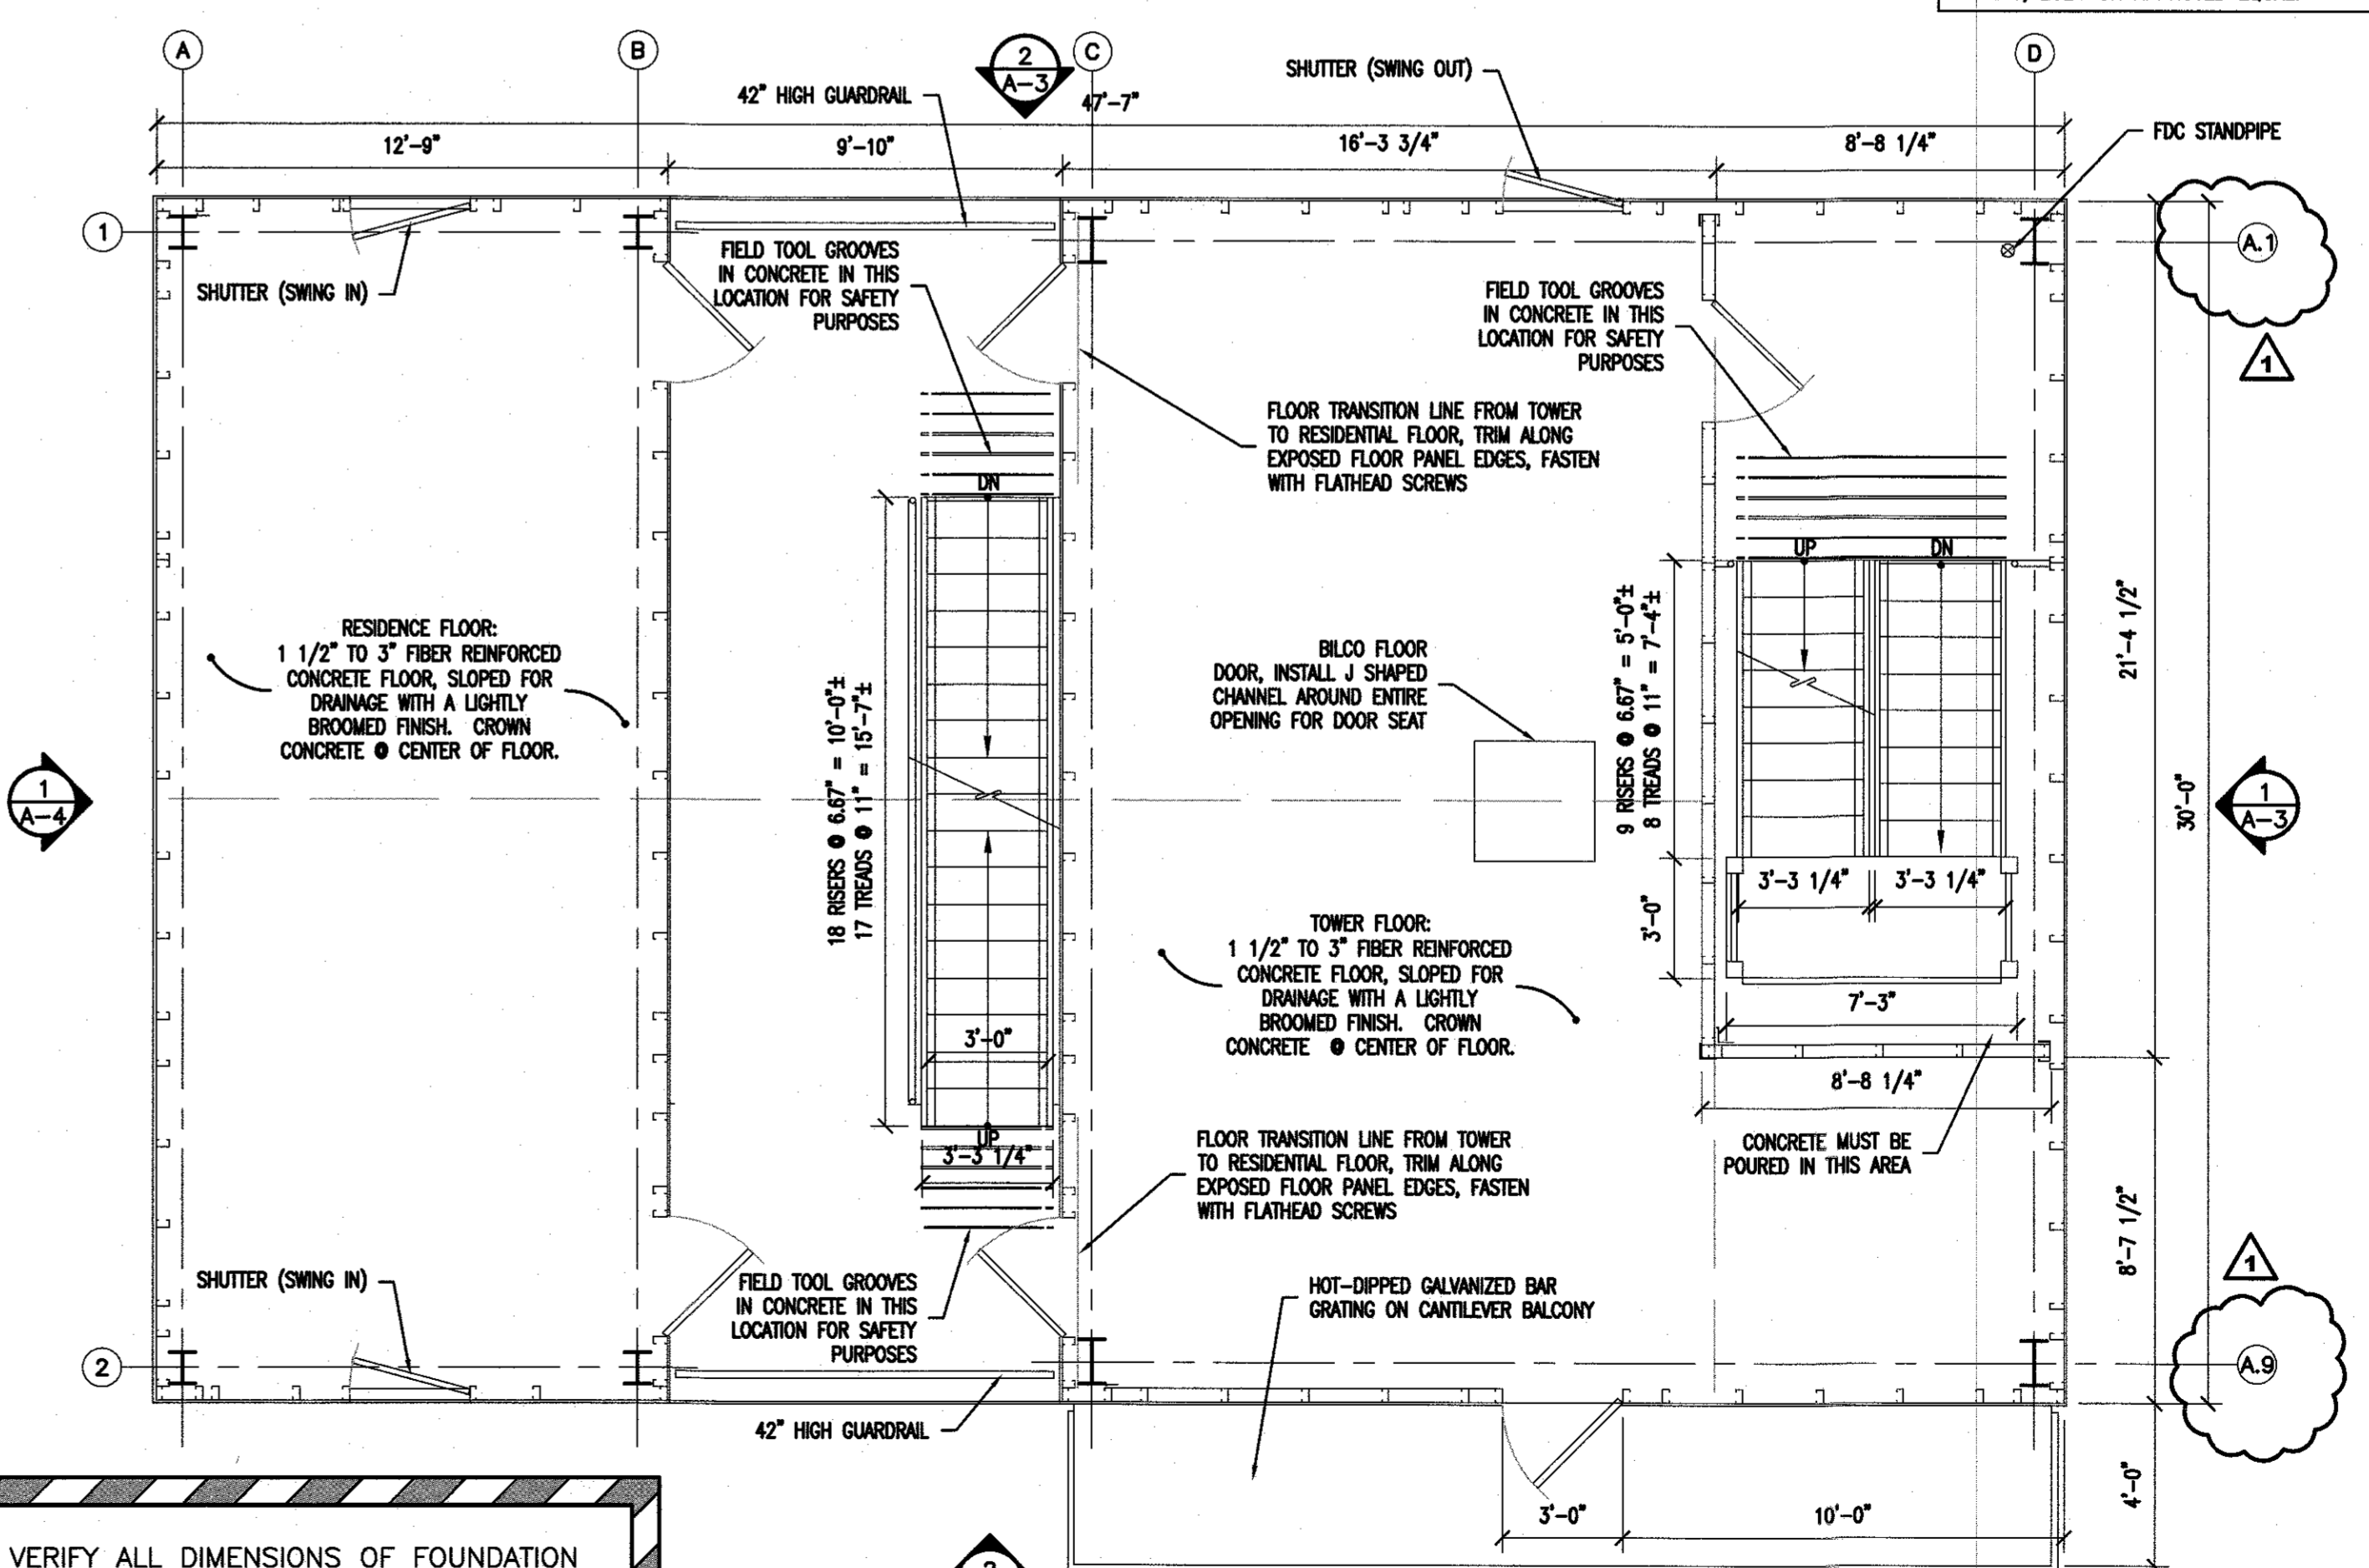 A
B
2
A-3
C
D
SHUTTER (SWING OUT)
42" HIGH GUARDRAIL
47'-7"
12'-9"
9'-10"
16'-3 3/4"
8'-8 1/4"
FDC STANDPIPE
1
A.1
1
SHUTTER (SWING IN)
FIELD TOOL GROOVES
IN CONCRETE IN THIS
LOCATION FOR SAFETY
PURPOSES
FIELD TOOL GROOVES
IN CONCRETE IN THIS
LOCATION FOR SAFETY
PURPOSES
FLOOR TRANSITION LINE FROM TOWER
TO RESIDENTIAL FLOOR, TRIM ALONG
EXPOSED FLOOR PANEL EDGES, FASTEN
WITH FLATHEAD SCREWS
DN
UP
DN
RESIDENCE FLOOR:
1 1/2" TO 3" FIBER REINFORCED
CONCRETE FLOOR, SLOPED FOR
DRAINAGE WITH A LIGHTLY
BROOMED FINISH. CROWN
CONCRETE @ CENTER OF FLOOR.
18 RISERS @ 6.67" = 10'-0"±
17 TREADS @ 11" = 15'-7"±
BILCO FLOOR
DOOR, INSTALL J SHAPED
CHANNEL AROUND ENTIRE
OPENING FOR DOOR SEAT
9 RISERS @ 6.67" = 5'-0"±
8 TREADS @ 11" = 7'-4"±
21'-4 1/2"
30'-0"
1
A-4
1
A-3
3'-3 1/4"
3'-3 1/4"
3'-0"
TOWER FLOOR:
1 1/2" TO 3" FIBER REINFORCED
CONCRETE FLOOR, SLOPED FOR
DRAINAGE WITH A LIGHTLY
BROOMED FINISH. CROWN
CONCRETE @ CENTER OF FLOOR.
7'-3"
3'-0"
8'-8 1/4"
UP
3'-3 1/4"
FLOOR TRANSITION LINE FROM TOWER
TO RESIDENTIAL FLOOR, TRIM ALONG
EXPOSED FLOOR PANEL EDGES, FASTEN
WITH FLATHEAD SCREWS
CONCRETE MUST BE
POURED IN THIS AREA
8'-7 1/2"
1
SHUTTER (SWING IN)
FIELD TOOL GROOVES
IN CONCRETE IN THIS
LOCATION FOR SAFETY
PURPOSES
HOT-DIPPED GALVANIZED BAR
GRATING ON CANTILEVER BALCONY
2
A.9
42" HIGH GUARDRAIL
3'-0"
10'-0"
4'-0"
VERIFY ALL DIMENSIONS OF FOUNDATION